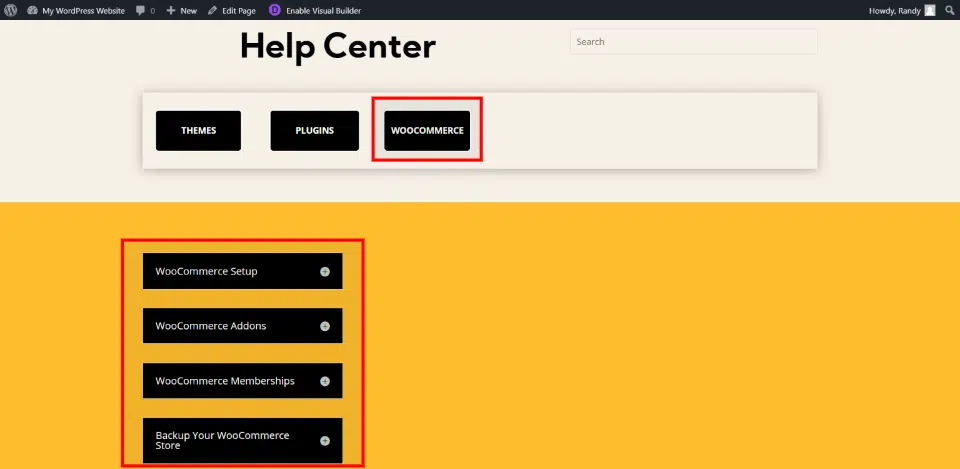 My WordPress Website 0 New Edit Page D Enable Visual Builder Howdy, Randy
Help Center
Search
THEMES PLUGINS WOOCOMMERCE
WooCommerce Setup
WooCommerce Addons
WooCommerce Memberships
Backup Your WooCommerce
Store